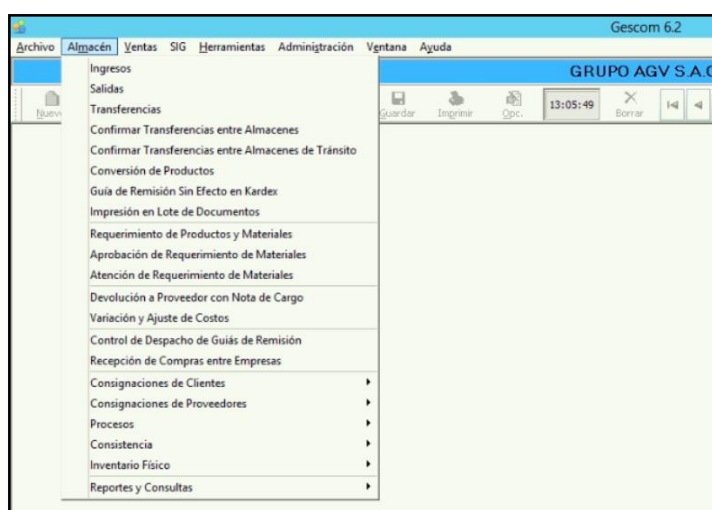 Gescom 6.2
Archivo Almacén Ventas SIG Herramientas Administración Ventana Ayuda
GRUPO AGV S.A.C
Nuevo Guardar Imprimir Opc. 13:05:49 Borrar
Ingresos
Salidas
Transferencias
Confirmar Transferencias entre Almacenes
Confirmar Transferencias entre Almacenes de Tránsito
Conversión de Productos
Guía de Remisión Sin Efecto en Kardex
Impresión en Lote de Documentos
Requerimiento de Productos y Materiales
Aprobación de Requerimiento de Materiales
Atención de Requerimiento de Materiales
Devolución a Proveedor con Nota de Cargo
Variación y Ajuste de Costos
Control de Despacho de Guiás de Remisión
Recepción de Compras entre Empresas
Consignaciones de Clientes
Consignaciones de Proveedores
Procesos
Consistencia
Inventario Físico
Reportes y Consultas